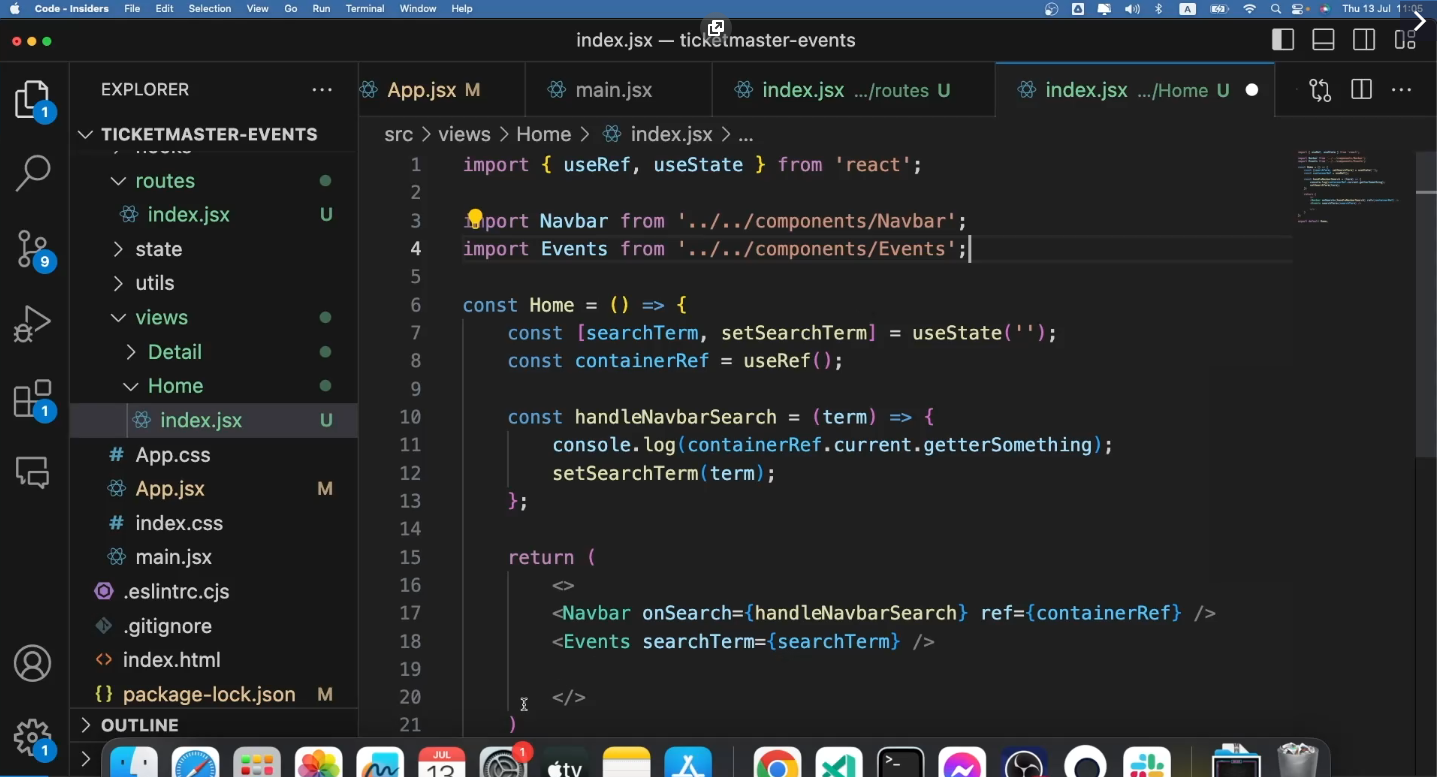 Code - Insiders File Edit Selection View Go Run Terminal Window Help A Thu 13 Jul 11:05
index.jsx — ticketmaster-events
EXPLORER
App.jsx M
main.jsx
index.jsx .../routes U
index.jsx .../Home U
TICKETMASTER-EVENTS
hooks
routes
index.jsx U
state
utils
views
Detail
Home
index.jsx U
App.css
App.jsx M
index.css
main.jsx
.eslintrc.cjs
.gitignore
index.html
package-lock.json M
OUTLINE
1
9
1
1
src > views > Home > index.jsx > ...
1 import { useRef, useState } from 'react';
2
3 import Navbar from '../../components/Navbar';
4 import Events from '../../components/Events';
5
6 const Home = () => {
7 const [searchTerm, setSearchTerm] = useState('');
8 const containerRef = useRef();
9
10 const handleNavbarSearch = (term) => {
11 console.log(containerRef.current.getterSomething);
12 setSearchTerm(term);
13 };
14
15 return (
16 <>
17 <Navbar onSearch={handleNavbarSearch} ref={containerRef} />
18 <Events searchTerm={searchTerm} />
19
20 </>
21 )
JUL
13
1
tv